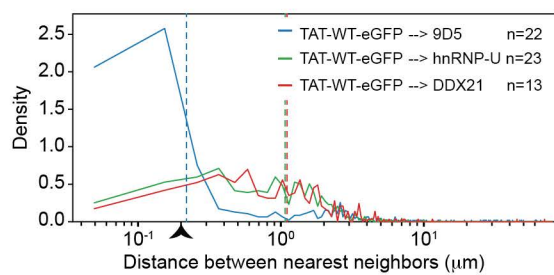 TAT-WT-eGFP --> 9D5 n=22
TAT-WT-eGFP --> hnRNP-U n=23
TAT-WT-eGFP --> DDX21 n=13
Density
2.5
2.0
1.5
1.0
0.5
0.0
10-1 100 101
Distance between nearest neighbors (μm)